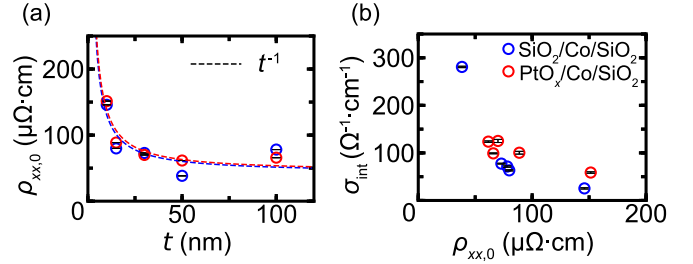 (a)
200
100
0
0
50
100
ρxx,0 (μΩ·cm)
t (nm)
t⁻¹
(b)
300
200
100
0
0
100
200
σint (Ω⁻¹·cm⁻¹)
ρxx,0 (μΩ·cm)
SiO₂/Co/SiO₂
PtOₓ/Co/SiO₂